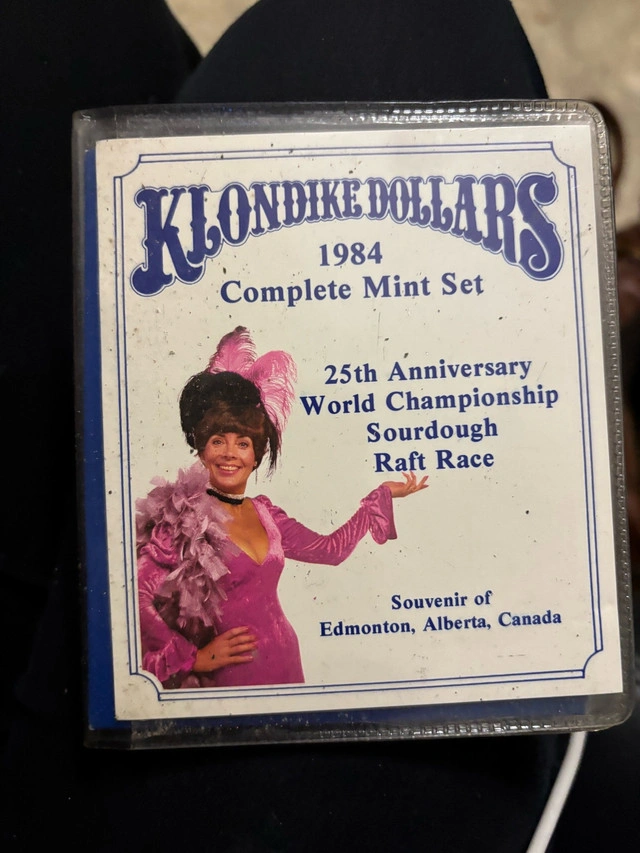 KLONDIKE DOLLARS
1984
Complete Mint Set
25th Anniversary
World Championship
Sourdough
Raft Race
Souvenir of
Edmonton, Alberta, Canada